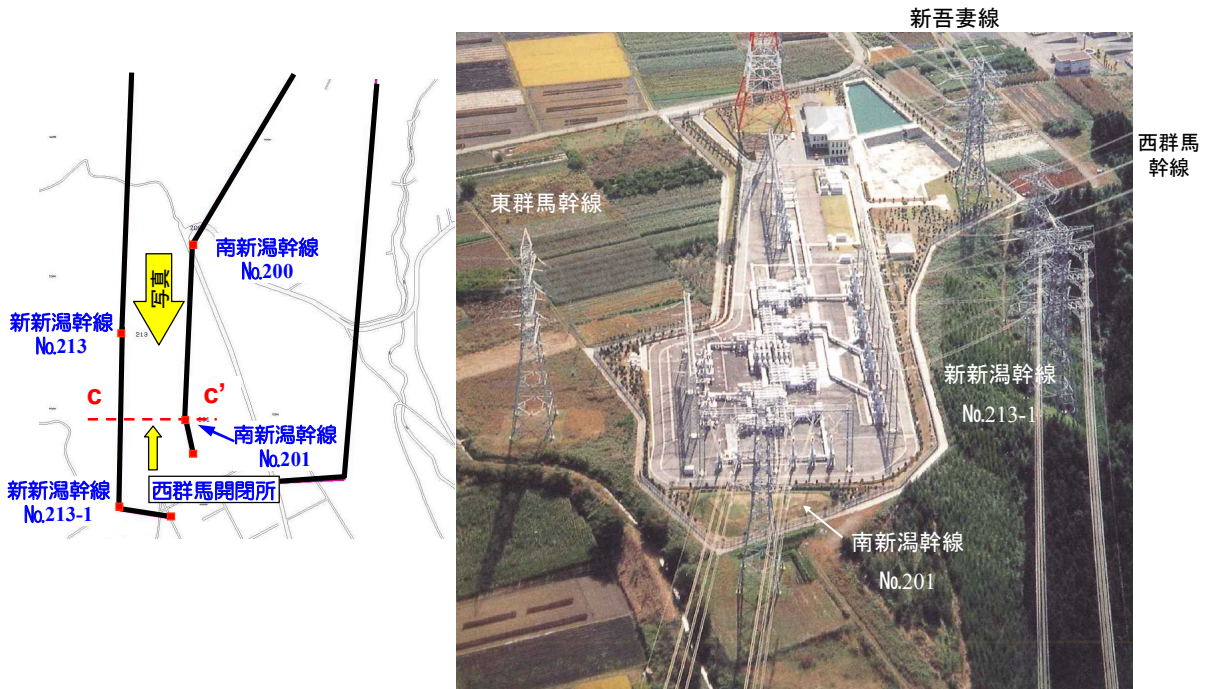 新吾妻線
西群馬
幹線
東群馬幹線
新新潟幹線
No.213-1
南新潟幹線
No.201
南新潟幹線
No.200
写真
新新潟幹線
No.213
213
C
C’
南新潟幹線
No.201
西群馬開閉所
新新潟幹線
No.213-1